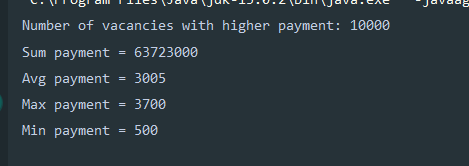 C:\Program Files\Java\jdk-15.0.2\bin\java.exe" "-javaag
Number of vacancies with higher payment: 10000
Sum payment = 63723000
Avg payment = 3005
Max payment = 3700
Min payment = 500